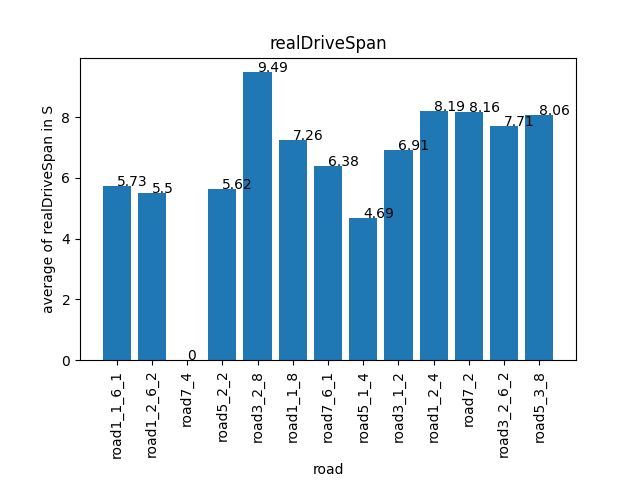 realDriveSpan
average of realDriveSpan in S
8
6
4
2
0
5.73
5.5
0
5.62
9.49
7.26
6.38
4.69
6.91
8.19
8.16
7.71
8.06
road1_1_6_1
road1_2_6_2
road7_4
road5_2_2
road3_2_8
road1_1_8
road7_6_1
road5_1_4
road3_1_2
road1_2_4
road7_2
road3_2_6_2
road5_3_8
road